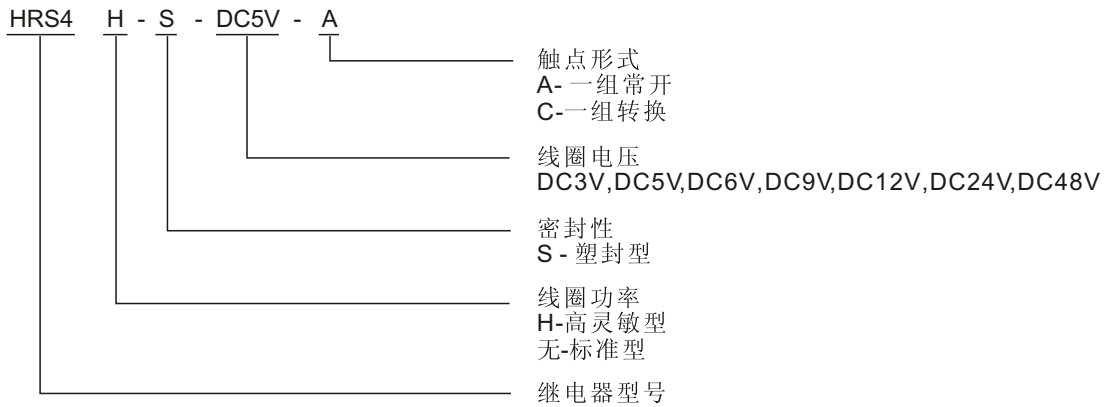 HRS4 H - S - DC5V - A
触点形式
A- 一组常开
C-一组转换
线圈电压
DC3V,DC5V,DC6V,DC9V,DC12V,DC24V,DC48V
密封性
S - 塑封型
线圈功率
H-高灵敏型
无-标准型
继电器型号